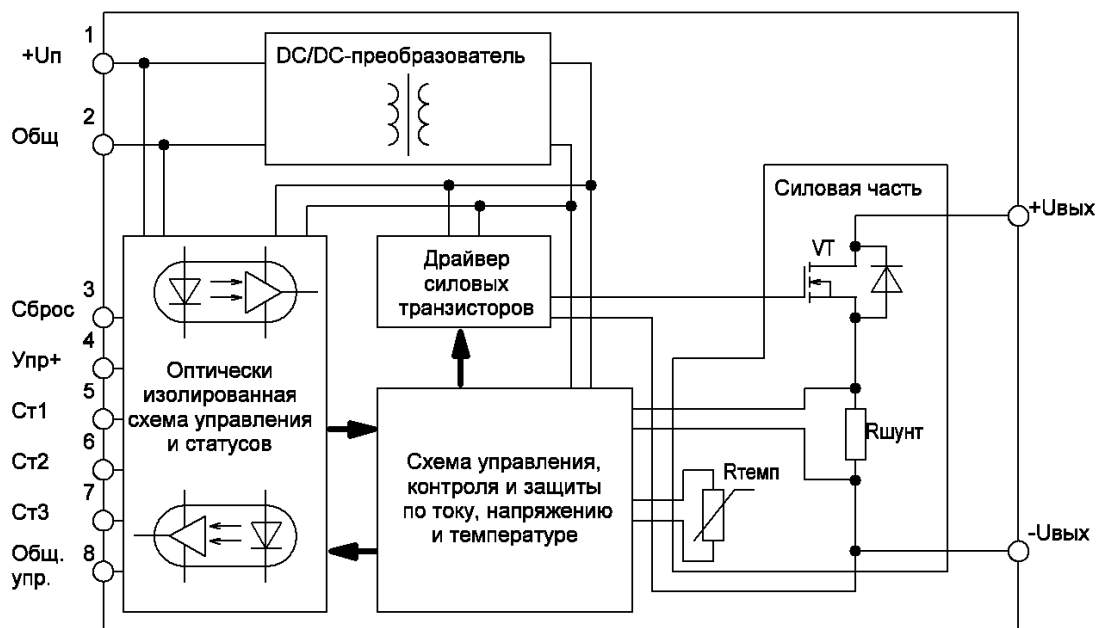 1
+Uп
DC/DC-преобразователь
2
Общ
Силовая часть
+Uвых
VT
Драйвер
силовых
транзисторов
3
Сброс
4
Упр+
Оптически
изолированная
схема управления
и статусов
5
Ст1
6
Ст2
7
Ст3
Общ. 8
упр.
Rшунт
Схема управления,
контроля и защиты
по току, напряжению
и температуре
Rтемп
-Uвых